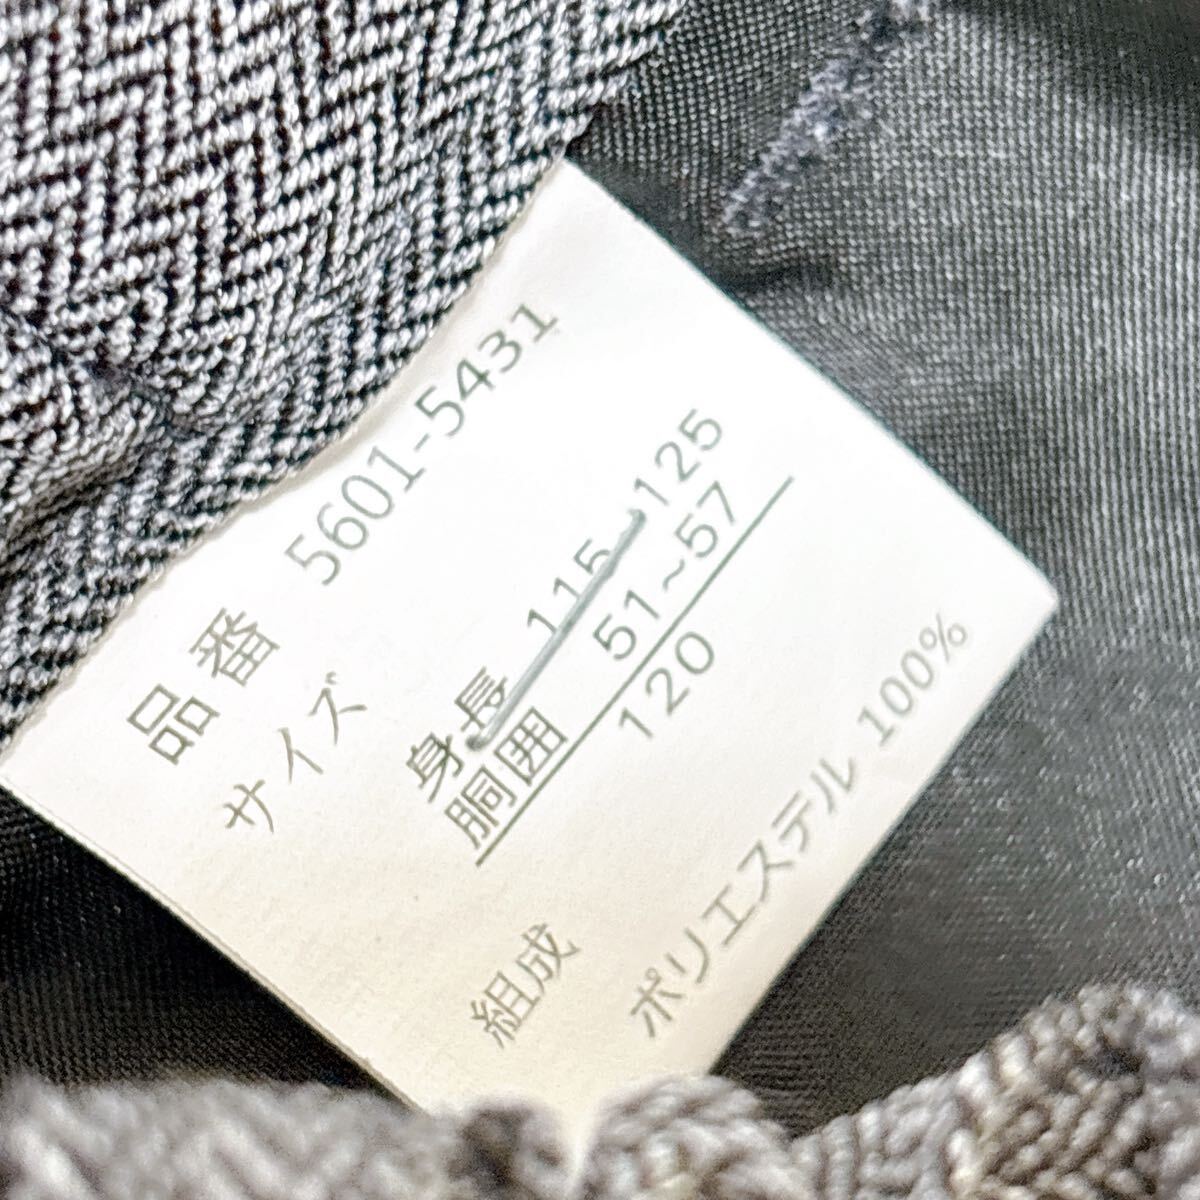 品番 5601-5431
サイズ
身長 115~125
胴囲 51~57
120
組成 ポリエステル 100%